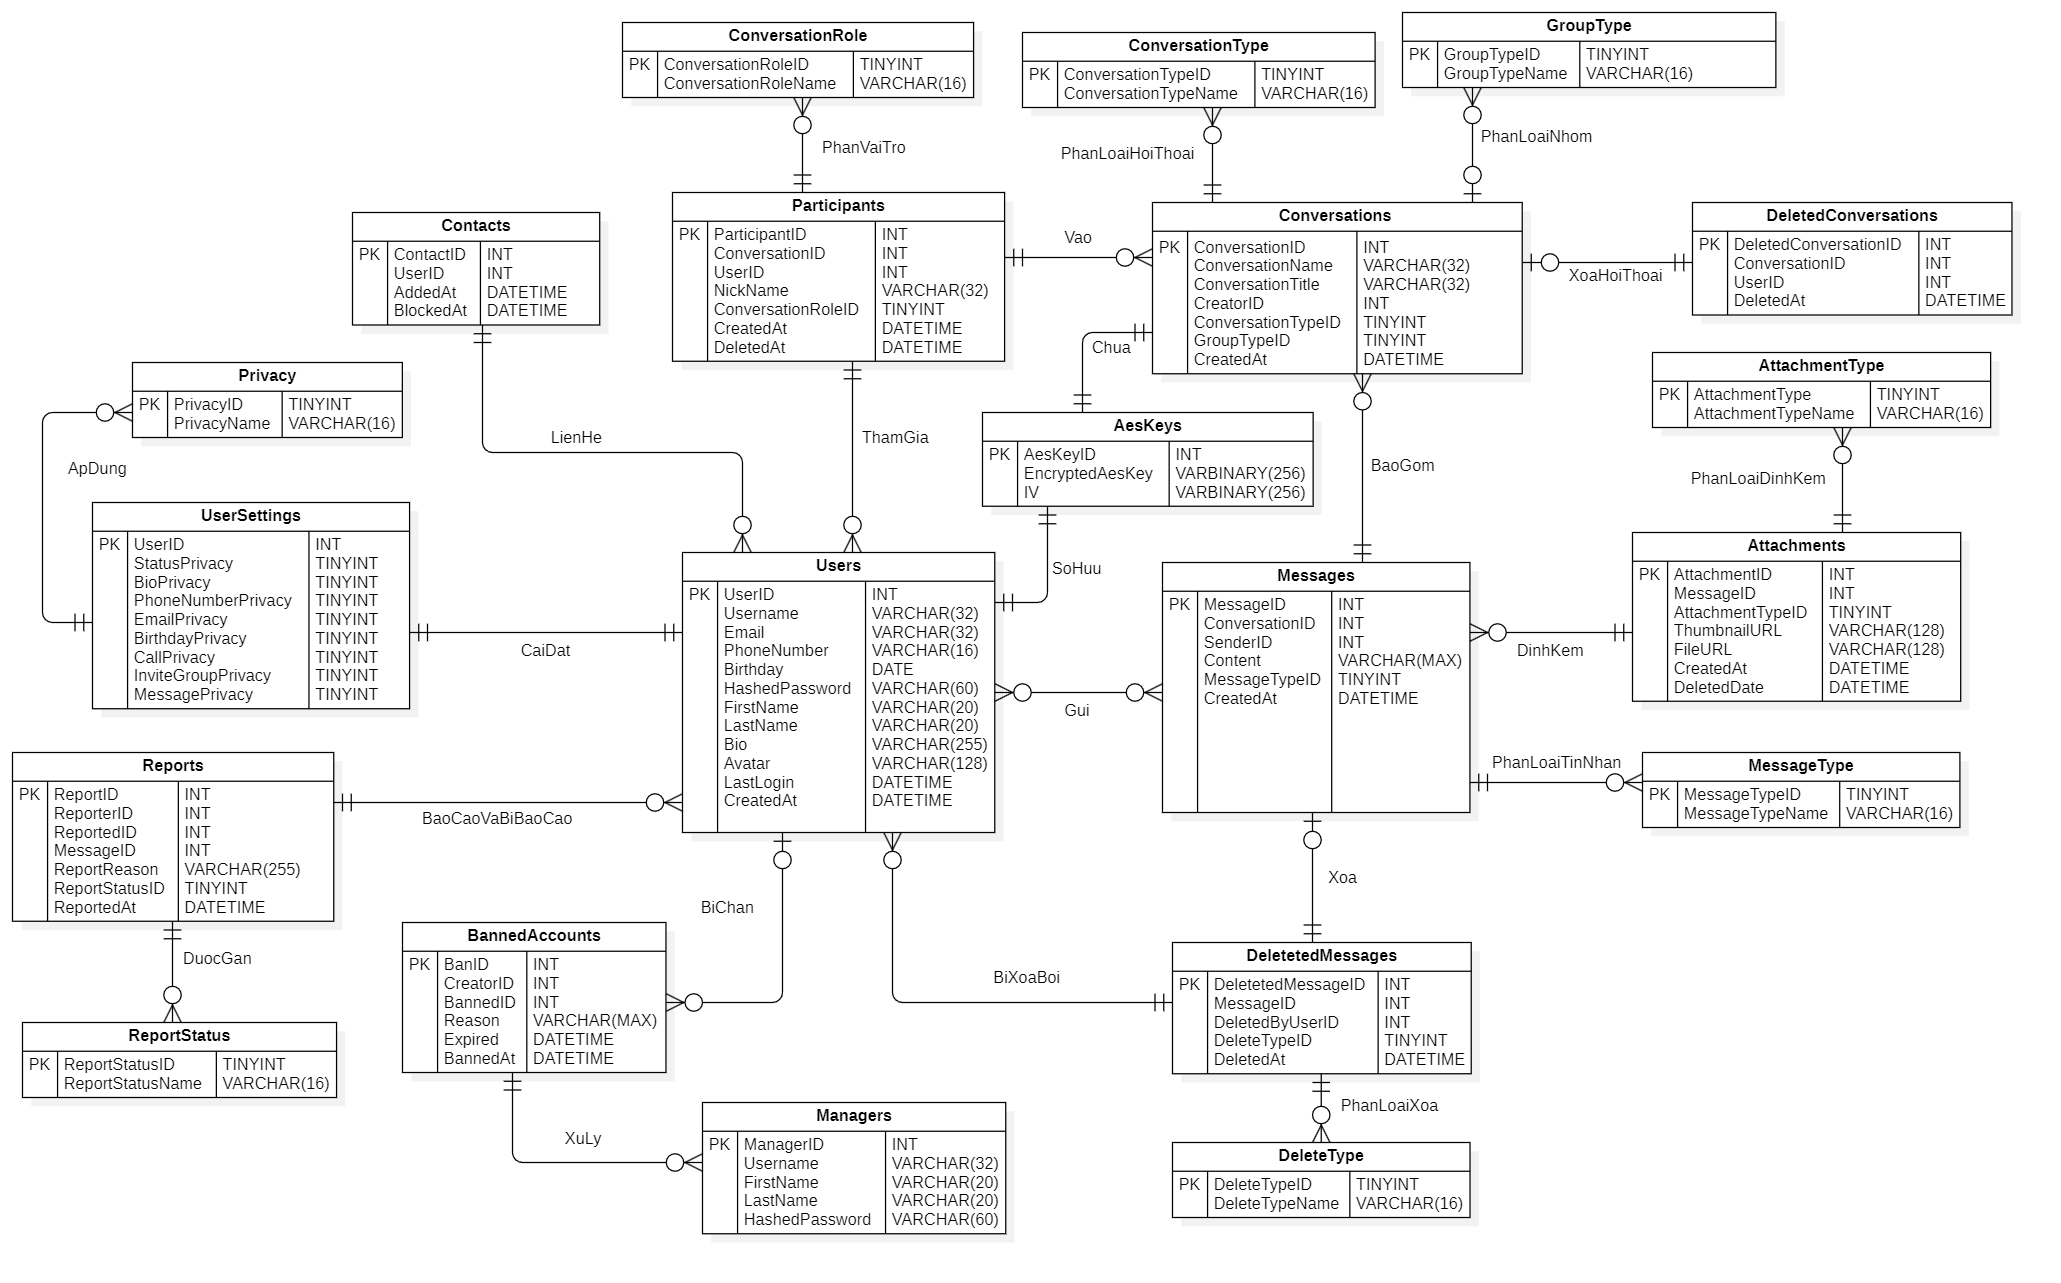 ConversationRole
PK ConversationRoleID TINYINT
ConversationRoleName VARCHAR(16)
ConversationType
PK ConversationTypeID TINYINT
ConversationTypeName VARCHAR(16)
GroupType
PK GroupTypeID TINYINT
GroupTypeName VARCHAR(16)
PhanVaiTro
PhanLoaiHoiThoai
PhanLoaiNhom
Contacts
PK ContactID INT
UserID INT
AddedAt DATETIME
BlockedAt DATETIME
Participants
PK ParticipantID INT
ConversationID INT
UserID INT
NickName VARCHAR(32)
ConversationRoleID TINYINT
CreatedAt DATETIME
DeletedAt DATETIME
Vao
Conversations
PK ConversationID INT
ConversationName VARCHAR(32)
ConversationTitle VARCHAR(32)
CreatorID INT
ConversationTypeID TINYINT
GroupTypeID TINYINT
CreatedAt DATETIME
XoaHoiThoai
DeletedConversations
PK DeletedConversationID INT
ConversationID INT
UserID INT
DeletedAt DATETIME
Chua
Privacy
PK PrivacyID TINYINT
PrivacyName VARCHAR(16)
AttachmentType
PK AttachmentType TINYINT
AttachmentTypeName VARCHAR(16)
ApDung
LienHe
ThamGia
AesKeys
PK AesKeyID INT
EncryptedAesKey VARBINARY(256)
IV VARBINARY(256)
BaoGom
PhanLoaiDinhKem
UserSettings
PK UserID INT
StatusPrivacy TINYINT
BioPrivacy TINYINT
PhoneNumberPrivacy TINYINT
EmailPrivacy TINYINT
BirthdayPrivacy TINYINT
CallPrivacy TINYINT
InviteGroupPrivacy TINYINT
MessagePrivacy TINYINT
CaiDat
Users
PK UserID INT
Username VARCHAR(32)
Email VARCHAR(32)
PhoneNumber VARCHAR(16)
Birthday DATE
HashedPassword VARCHAR(60)
FirstName VARCHAR(20)
LastName VARCHAR(20)
Bio VARCHAR(255)
Avatar VARCHAR(128)
LastLogin DATETIME
CreatedAt DATETIME
SoHuu
Gui
Messages
PK MessageID INT
ConversationID INT
SenderID INT
Content VARCHAR(MAX)
MessageTypeID TINYINT
CreatedAt DATETIME
DinhKem
Attachments
PK AttachmentID INT
MessageID INT
AttachmentTypeID TINYINT
ThumbnailURL VARCHAR(128)
FileURL VARCHAR(128)
CreatedAt DATETIME
DeletedDate DATETIME
PhanLoaiTinNhan
MessageType
PK MessageTypeID TINYINT
MessageTypeName VARCHAR(16)
Reports
PK ReportID INT
ReporterID INT
ReportedID INT
MessageID INT
ReportReason VARCHAR(255)
ReportStatusID TINYINT
ReportedAt DATETIME
BaoCaoVaBiBaoCao
BiChan
Xoa
DuocGan
BannedAccounts
PK BanID INT
CreatorID INT
BannedID INT
Reason VARCHAR(MAX)
Expired DATETIME
BannedAt DATETIME
BiXoaBoi
DeletetedMessages
PK DeletetedMessageID INT
MessageID INT
DeletedByUserID INT
DeleteTypeID TINYINT
DeletedAt DATETIME
ReportStatus
PK ReportStatusID TINYINT
ReportStatusName VARCHAR(16)
XuLy
Managers
PK ManagerID INT
Username VARCHAR(32)
FirstName VARCHAR(20)
LastName VARCHAR(20)
HashedPassword VARCHAR(60)
PhanLoaiXoa
DeleteType
PK DeleteTypeID TINYINT
DeleteTypeName VARCHAR(16)